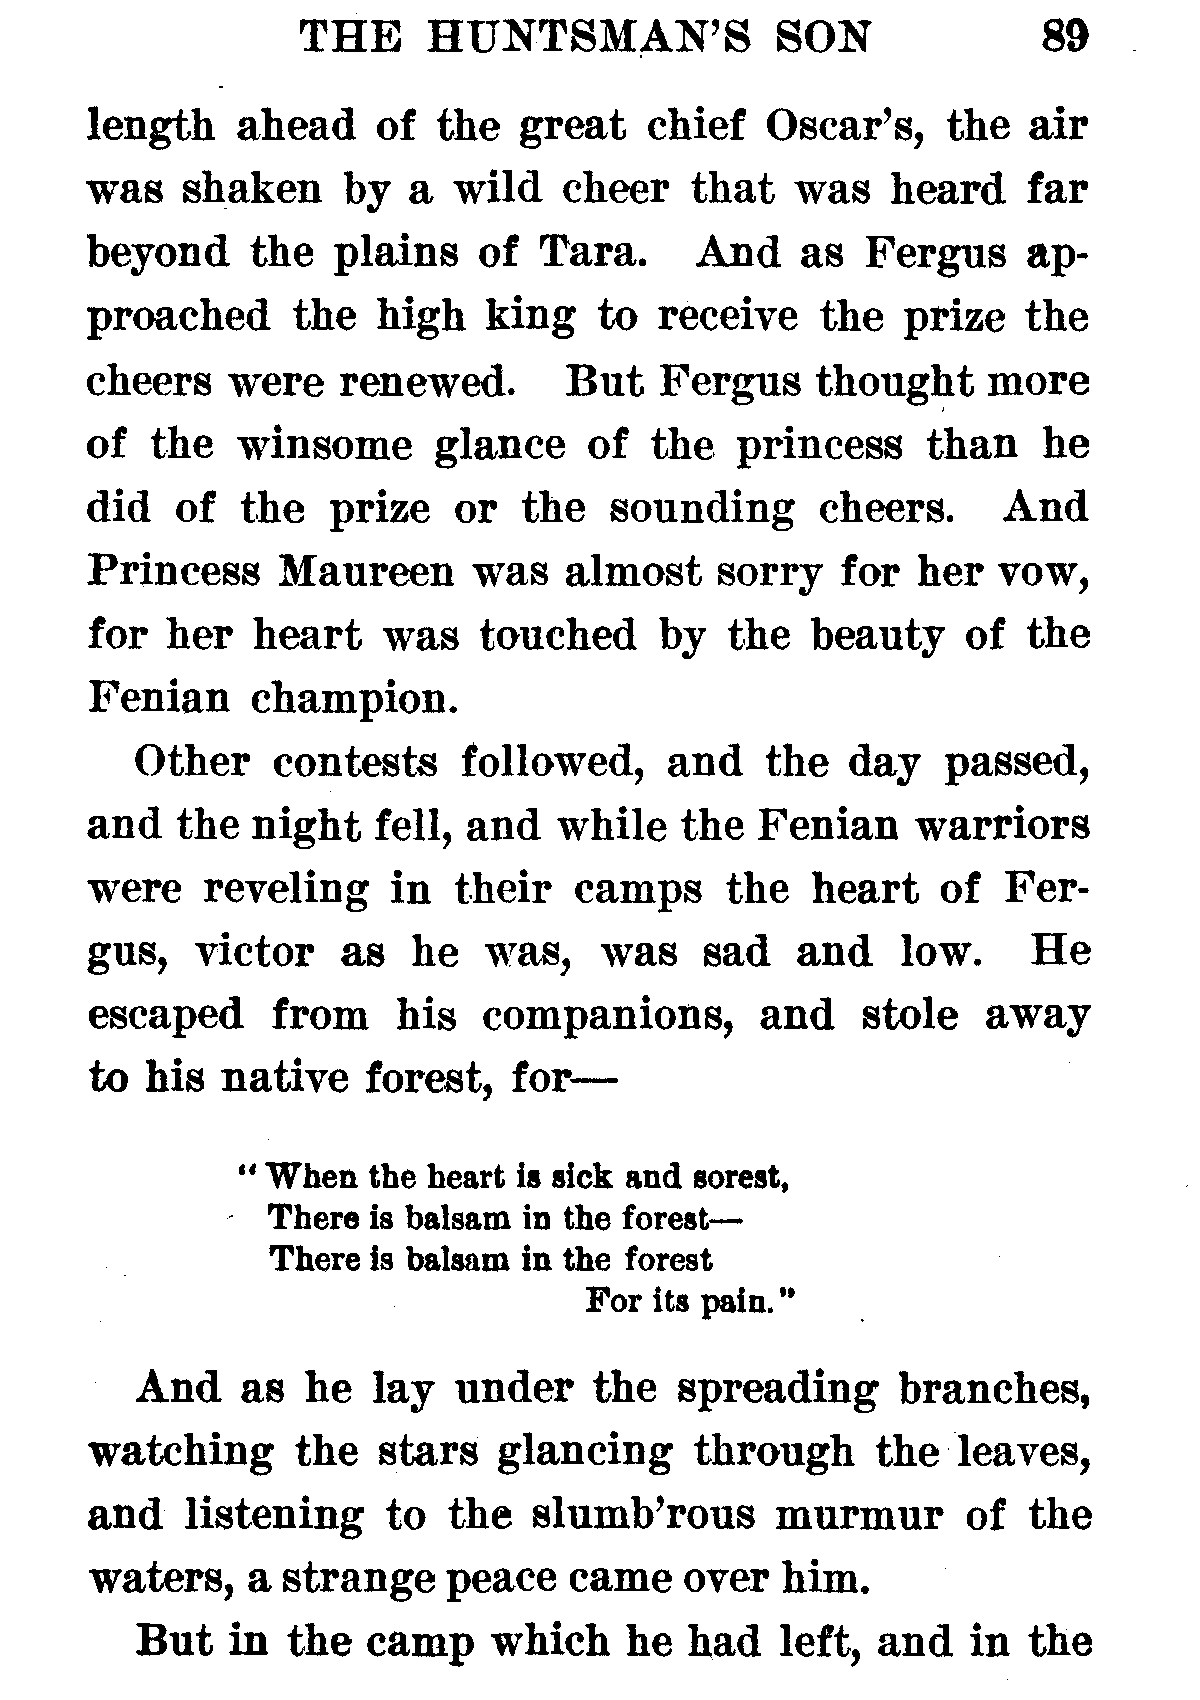 THE HUNTSMAN'S SON 89
length ahead of the great chief Oscar's, the air
was shaken by a wild cheer that was heard far
beyond the plains of Tara. And as Fergus ap-
proached the high king to receive the prize the
cheers were renewed. But Fergus thought more
of the winsome glance of the princess than he
did of the prize or the sounding cheers. And
Princess Maureen was almost sorry for her vow,
for her heart was touched by the beauty of the
Fenian champion.
Other contests followed, and the day passed,
and the night fell, and while the Fenian warriors
were reveling in their camps the heart of Fer-
gus, victor as he was, was sad and low. He
escaped from his companions, and stole away
to his native forest, for—
"When the heart is sick and sorest,
There is balsam in the forest—
There is balsam in the forest
For its pain."
And as he lay under the spreading branches,
watching the stars glancing through the leaves,
and listening to the slumb'rous murmur of the
waters, a strange peace came over him.
But in the camp which he had left, and in the